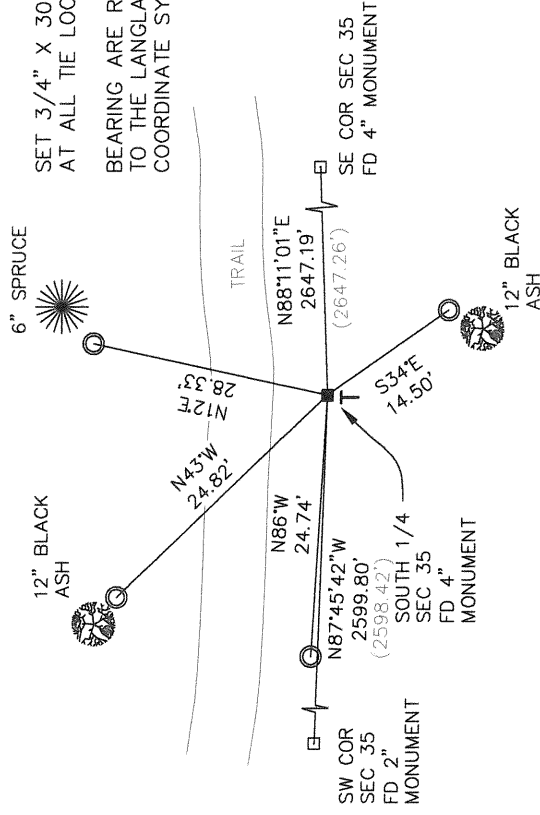 SET 3/4" X 30
AT ALL TIE LOC
BEARING ARE R
TO THE LANGLA
COORDINATE SY
6" SPRUCE
12" BLACK
ASH
TRAIL
N12°E
28.33'
N43°W
24.82'
N88°11'01"E
2647.19'
(2647.26')
SE COR SEC 35
FD 4" MONUMENT
N86°W
24.74'
S34°E
14.50'
12" BLACK
ASH
N87°45'42"W
2599.80'
(2598.42')
SOUTH 1/4
SEC 35
FD 4"
MONUMENT
SW COR
SEC 35
FD 2"
MONUMENT